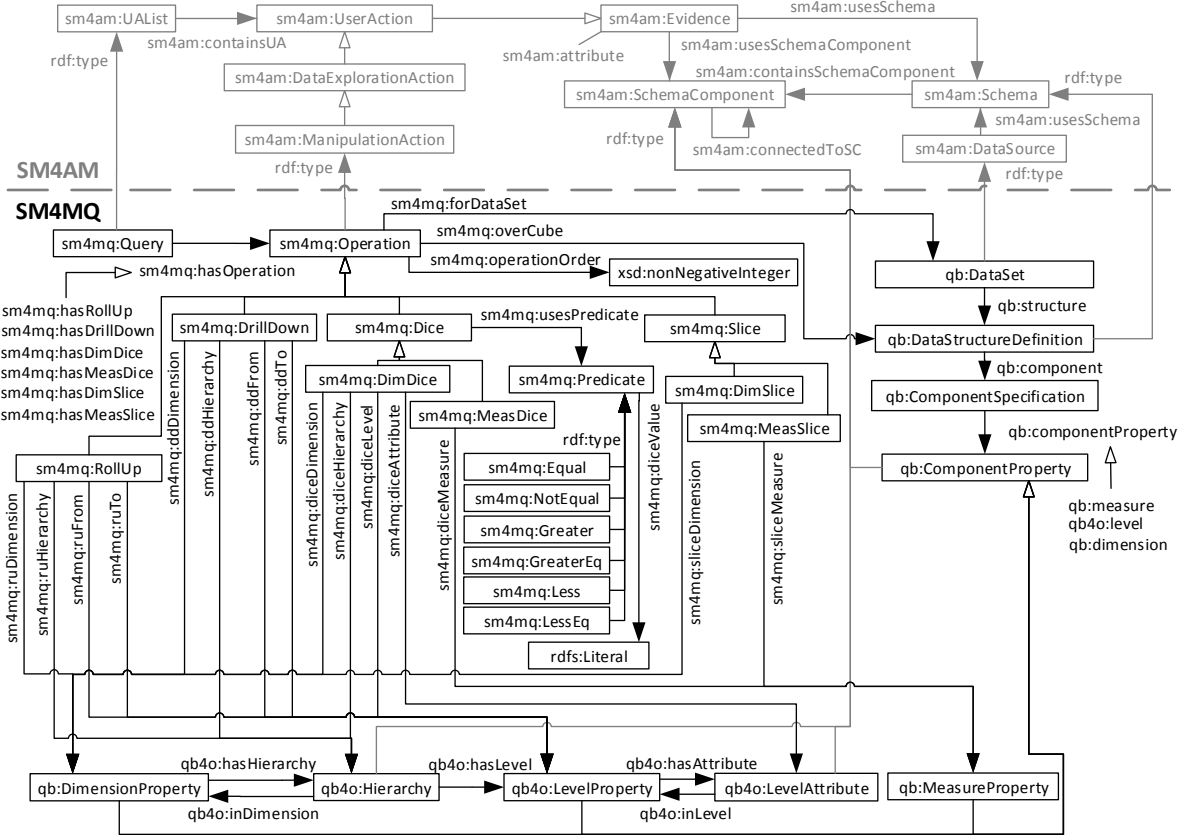 sm4am:UAList
sm4am:UserAction
sm4am:Evidence
sm4am:usesSchema
sm4am:containsUA
sm4am:attribute
sm4am:usesSchemaComponent
rdf:type
sm4am:DataExplorationAction
sm4am:containsSchemaComponent
sm4am:SchemaComponent
sm4am:Schema
rdf:type
sm4am:usesSchema
sm4am:ManipulationAction
rdf:type
rdf:type
sm4am:connectedToSC
sm4am:DataSource
rdf:type
SM4AM
SM4MQ
sm4mq:forDataSet
sm4mq:overCube
sm4mq:Query
sm4mq:Operation
sm4mq:operationOrder
xsd:nonNegativeInteger
qb:DataSet
sm4mq:hasOperation
qb:structure
sm4mq:hasRollUp
sm4mq:hasDrillDown
sm4mq:hasDimDice
sm4mq:hasMeasDice
sm4mq:hasDimSlice
sm4mq:hasMeasSlice
sm4mq:DrillDown
sm4mq:Dice
sm4mq:usesPredicate
sm4mq:Slice
qb:DataStructureDefinition
qb:component
sm4mq:DimDice
sm4mq:Predicate
sm4mq:DimSlice
qb:ComponentSpecification
sm4mq:MeasDice
sm4mq:MeasSlice
qb:componentProperty
rdf:type
sm4mq:RollUp
qb:ComponentProperty
sm4mq:Equal
sm4mq:NotEqual
sm4mq:Greater
sm4mq:GreaterEq
sm4mq:Less
sm4mq:LessEq
qb:measure
qb4o:level
qb:dimension
rdfs:Literal
sm4mq:ruDimension
sm4mq:ruHierarchy
sm4mq:ruFrom
sm4mq:ruTo
sm4mq:ddDimension
sm4mq:ddHierarchy
sm4mq:ddFrom
sm4mq:ddTo
sm4mq:diceDimension
sm4mq:diceHierarchy
sm4mq:diceLevel
sm4mq:diceAttribute
sm4mq:diceMeasure
sm4mq:diceValue
sm4mq:sliceDimension
sm4mq:sliceMeasure
qb4o:hasHierarchy
qb4o:hasLevel
qb4o:hasAttribute
qb:DimensionProperty
qb4o:Hierarchy
qb4o:LevelProperty
qb4o:LevelAttribute
qb:MeasureProperty
qb4o:inDimension
qb4o:inLevel